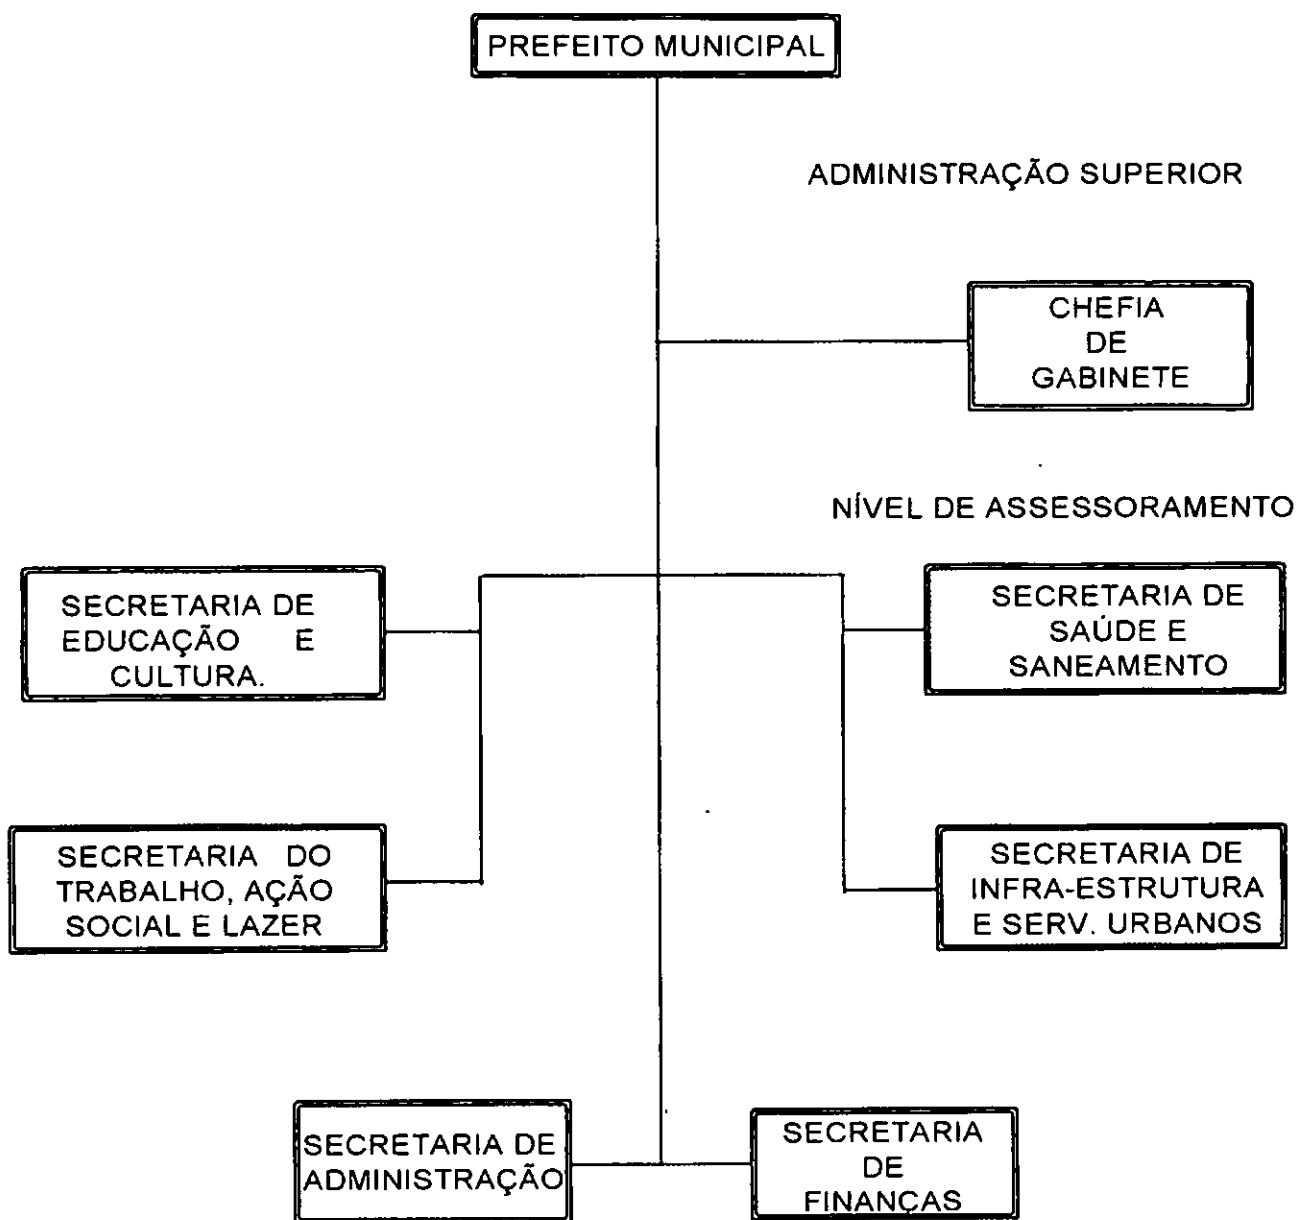 PREFEITO MUNICIPAL
ADMINISTRAÇÃO SUPERIOR
CHEFIA
DE
GABINETE
NÍVEL DE ASSESSORAMENTO
SECRETARIA DE
EDUCAÇÃO E
CULTURA.
SECRETARIA DE
SAÚDE E
SANEAMENTO
SECRETARIA DO
TRABALHO, AÇÃO
SOCIAL E LAZER
SECRETARIA DE
INFRA-ESTRUTURA
E SERV. URBANOS
SECRETARIA DE
ADMINISTRAÇÃO
SECRETARIA
DE
FINANÇAS